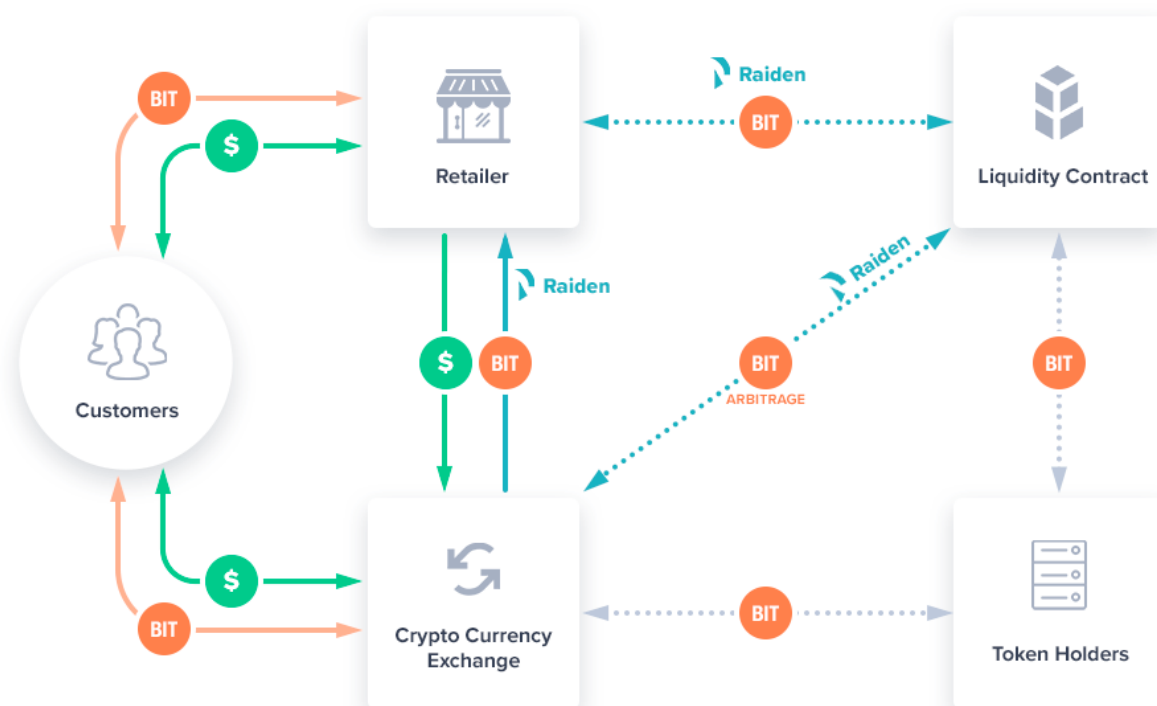 Raiden
BIT
BIT
$
BIT
Retailer
Liquidity Contract
Raiden
Raiden
$
BIT
BIT
BIT
ARBITRAGE
Customers
$
BIT
BIT
Crypto Currency
Exchange
Token Holders